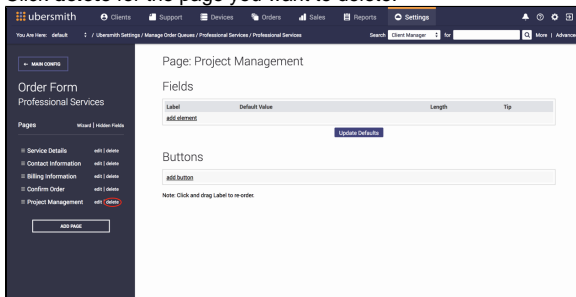 Click delete for the page you want to delete.
ubersmith Clients Support Devices Orders Sales Reports Settings
You Are Here: default / Ubersmith Settings / Manage Order Queues / Professional Services / Professional Services Search Client Manager for More | Advance
← MAIN CONFIG
Page: Project Management
Order Form
Professional Services
Fields
Label Default Value Length Tip
add element
Update Defaults
Pages Wizard | Hidden Fields
Service Details edit | delete
Contact Information edit | delete
Billing Information edit | delete
Confirm Order edit | delete
Project Management edit | delete
ADD PAGE
Buttons
add button
Note: Click and drag Label to re-order.